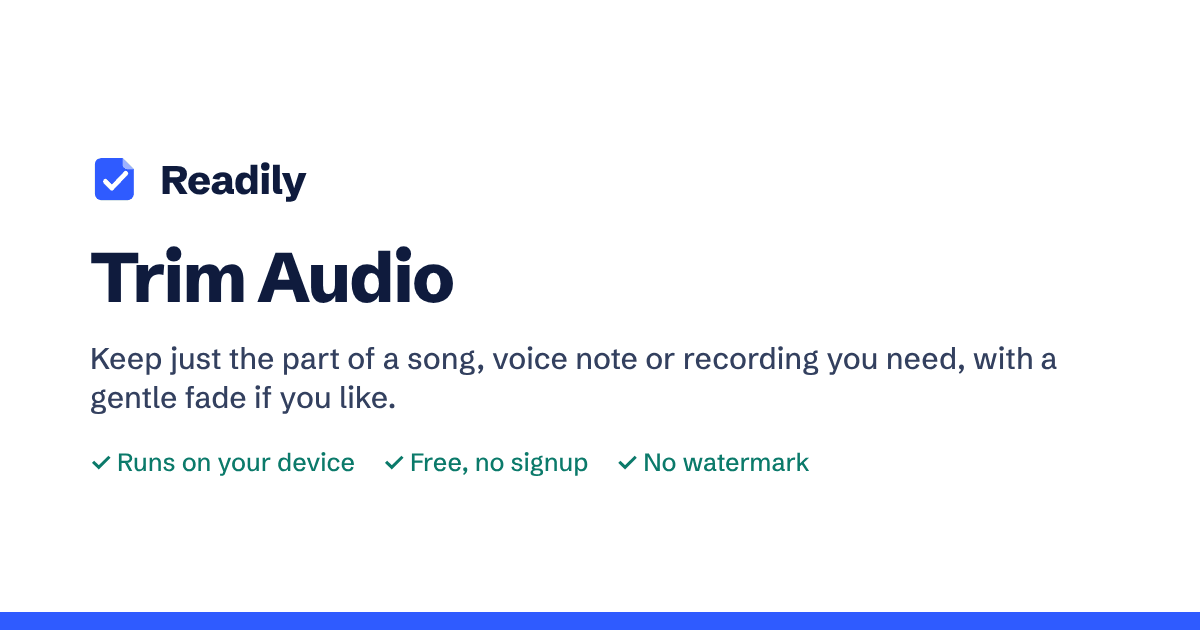 Readily
Trim Audio
Keep just the part of a song, voice note or recording you need, with a
gentle fade if you like.
✓ Runs on your device ✓ Free, no signup ✓ No watermark